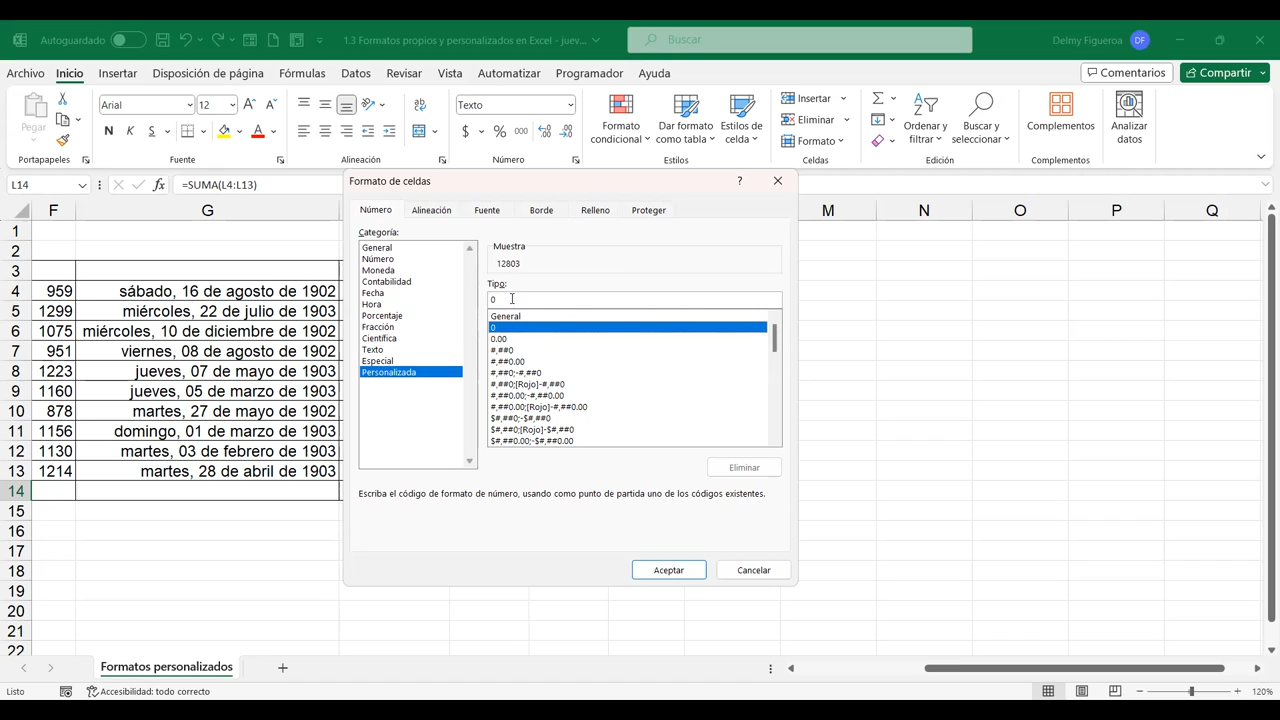 Autoguardado
1.3 Formatos propios y personalizados en Excel - juev...
Buscar
Delmy Figueroa DF
Archivo Inicio Insertar Disposición de página Fórmulas Datos Revisar Vista Automatizar Programador Ayuda
Comentarios Compartir
Pegar
Arial 12
N K S
Texto
$ % 000
Formato condicional
Dar formato como tabla
Estilos de celda
Insertar
Eliminar
Formato
Ordenar y filtrar
Buscar y seleccionar
Complementos
Analizar datos
Portapapeles Fuente Alineación Número Estilos Celdas Edición Complementos
L14 fx =SUMA(L4:L13)
F G M N O P Q
1
2
3
4 959 sábado, 16 de agosto de 1902
5 1299 miércoles, 22 de julio de 1903
6 1075 miércoles, 10 de diciembre de 1902
7 951 viernes, 08 de agosto de 1902
8 1223 jueves, 07 de mayo de 1903
9 1160 jueves, 05 de marzo de 1903
10 878 martes, 27 de mayo de 1902
11 1156 domingo, 01 de marzo de 1903
12 1130 martes, 03 de febrero de 1903
13 1214 martes, 28 de abril de 1903
14
15
16
17
18
19
20
21
22
Formato de celdas ?
Número Alineación Fuente Borde Relleno Proteger
Categoría:
General
Número
Moneda
Contabilidad
Fecha
Hora
Porcentaje
Fracción
Científica
Texto
Especial
Personalizada
Muestra
12803
Tipo:
0
General
0
0.00
#,##0
#,##0.00
#,##0;-#,##0
#,##0;[Rojo]-#,##0
#,##0.00;-#,##0.00
#,##0.00;[Rojo]-#,##0.00
$#,##0;-$#,##0
$#,##0;[Rojo]-$#,##0
$#,##0.00;-$#,##0.00
Eliminar
Escriba el código de formato de número, usando como punto de partida uno de los códigos existentes.
Aceptar Cancelar
Formatos personalizados
Listo Accesibilidad: todo correcto 120%